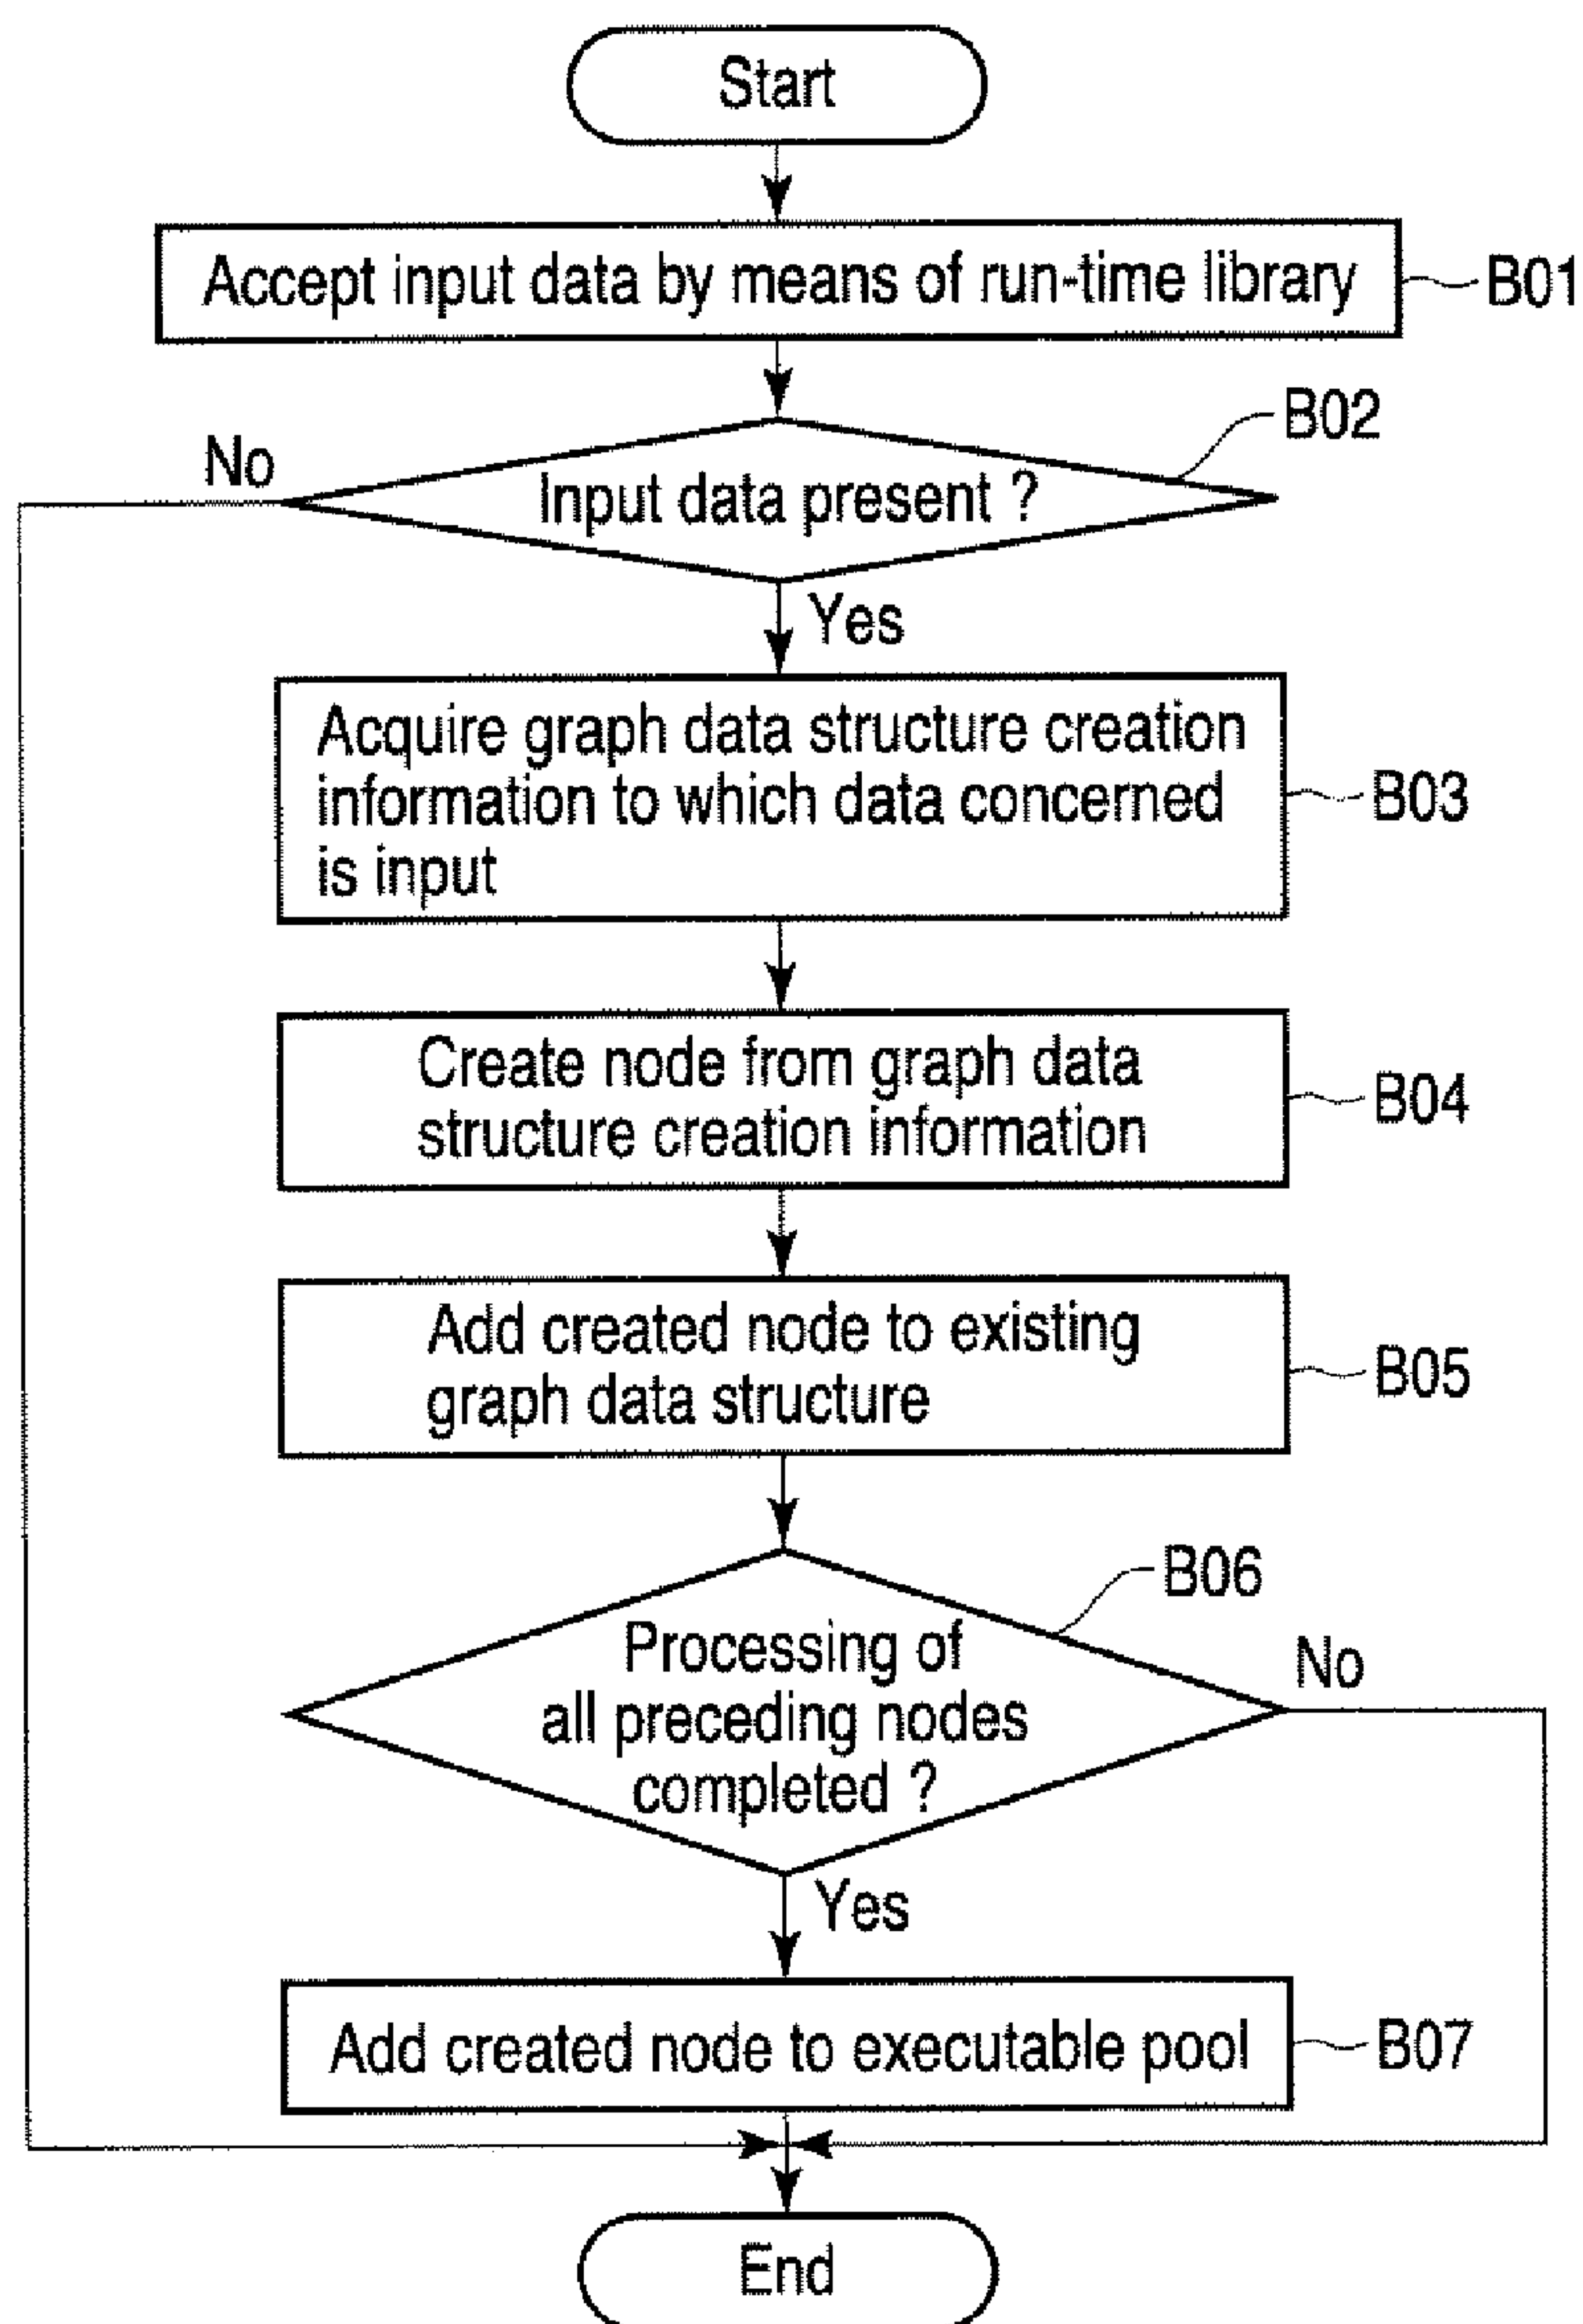 Start
Accept input data by means of run-time library
B01
B02
No
Input data present ?
Yes
Acquire graph data structure creation
information to which data concerned
is input
B03
Create node from graph data
structure creation information
B04
Add created node to existing
graph data structure
B05
B06
Processing of
all preceding nodes
completed ?
No
Yes
Add created node to executable pool
B07
End